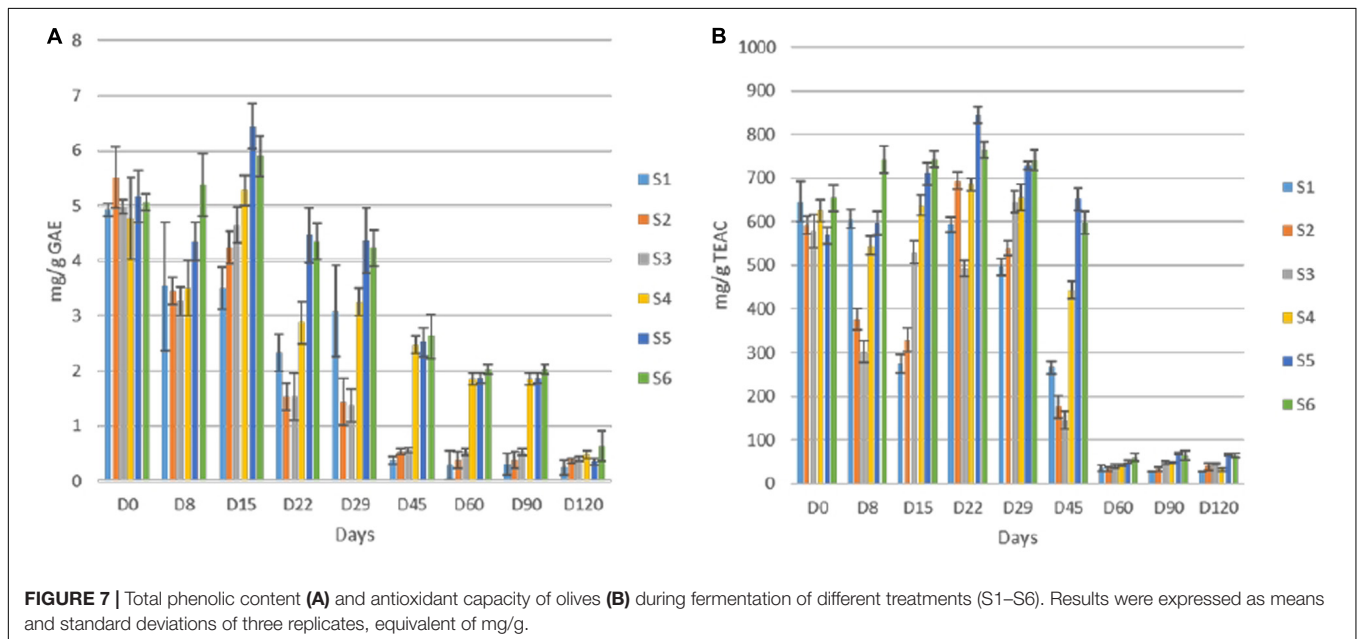 A
8
7
6
5
4
3
2
1
0
mg/g GAE
D0 D8 D15 D22 D29 D45 D60 D90 D120
Days
S1
S2
S3
S4
S5
S6
B
1000
900
800
700
600
500
400
300
200
100
0
mg/g TEAC
D0 D8 D15 D22 D29 D45 D60 D90 D120
Days
S1
S2
S3
S4
S5
S6
FIGURE 7 | Total phenolic content (A) and antioxidant capacity of olives (B) during fermentation of different treatments (S1–S6). Results were expressed as means
and standard deviations of three replicates, equivalent of mg/g.